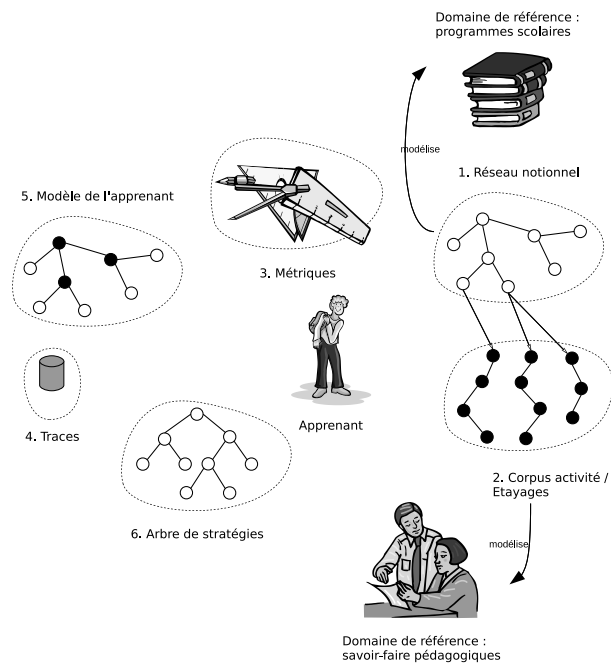 Domaine de référence :
programmes scolaires
modélise
1. Réseau notionnel
5. Modèle de l'apprenant
3. Métriques
Apprenant
4. Traces
6. Arbre de stratégies
2. Corpus activité /
Etayages
modélise
Domaine de référence :
savoir-faire pédagogiques